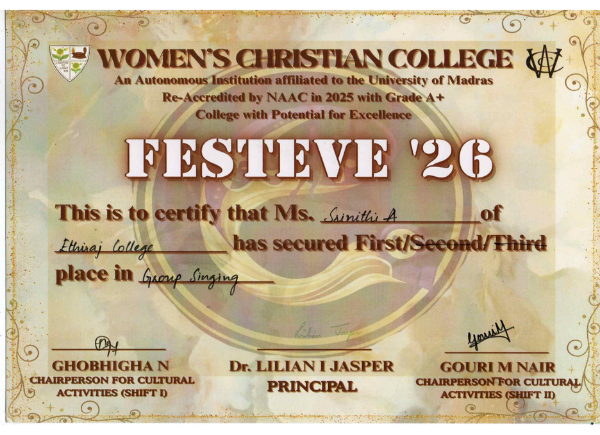 WOMEN'S CHRISTIAN COLLEGE
An Autonomous Institution affiliated to the University of Madras
Re-Accredited by NAAC in 2025 with Grade A+
College with Potential for Excellence
FESTEVE '26
This is to certify that Ms. Srinithi A of
Ethiraj College has secured First/Second/Third
place in Group Singing
GHOBHIGHA N
CHAIRPERSON FOR CULTURAL
ACTIVITIES (SHIFT I)
Dr. LILIAN I JASPER
PRINCIPAL
GOURI M NAIR
CHAIRPERSON FOR CULTURAL
ACTIVITIES (SHIFT II)